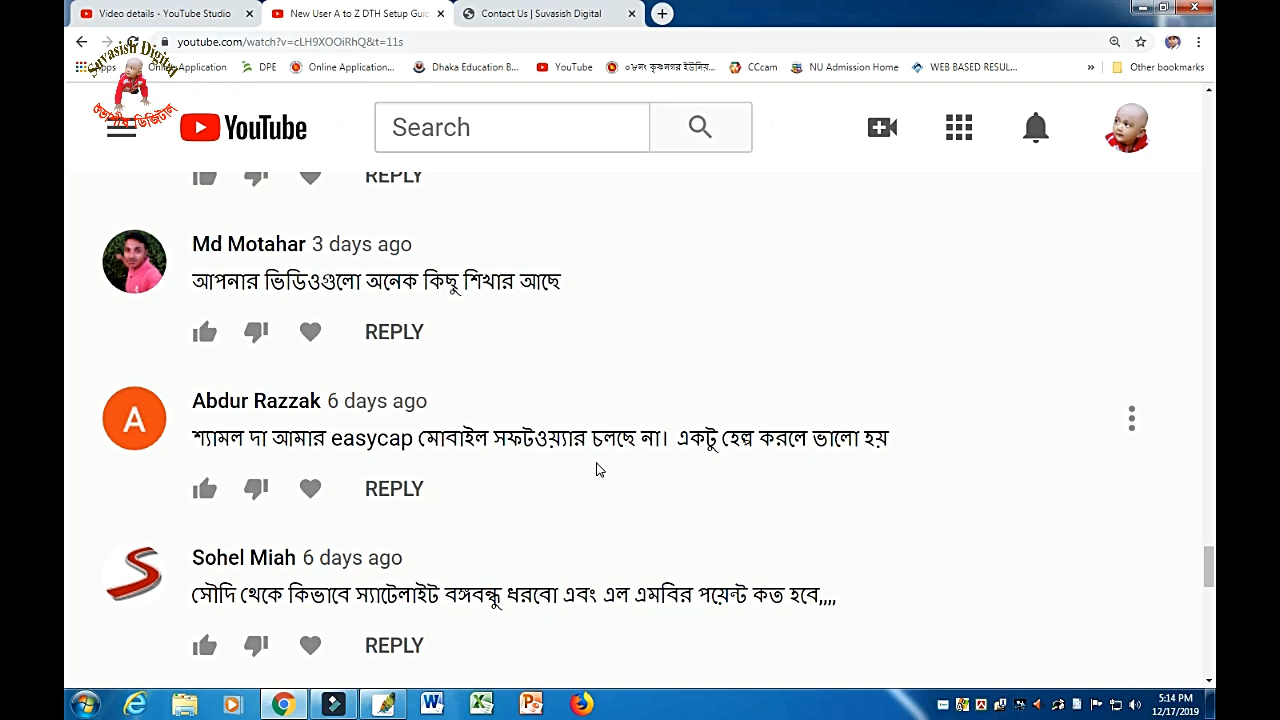 Video details - YouTube Studio
New User A to Z DTH Setup Guid
Contact Us | Suvasish Digital
youtube.com/watch?v=cLH9XOOiRhQ&t=11s
Suvasish Digital
শুভাশীষ ডিজিটাল
DPE
Online Application...
Dhaka Education B...
YouTube
০৮নং কৃষ্ণনগর ইউনিয়...
CCcam
NU Admission Home
WEB BASED RESUL...
»
Other bookmarks
YouTube
Search
REPLY
Md Motahar 3 days ago
আপনার ভিডিওগুলো অনেক কিছু শিখার আছে
REPLY
A
Abdur Razzak 6 days ago
শ্যামল দা আমার easycap মোবাইল সফটওয়্যার চলছে না। একটু হেল্প করলে ভালো হয়
REPLY
S
Sohel Miah 6 days ago
সৌদি থেকে কিভাবে স্যাটেলাইট বঙ্গবন্ধু ধরবো এবং এল এমবির পয়েন্ট কত হবে,,,,
REPLY
5:14 PM
12/17/2019